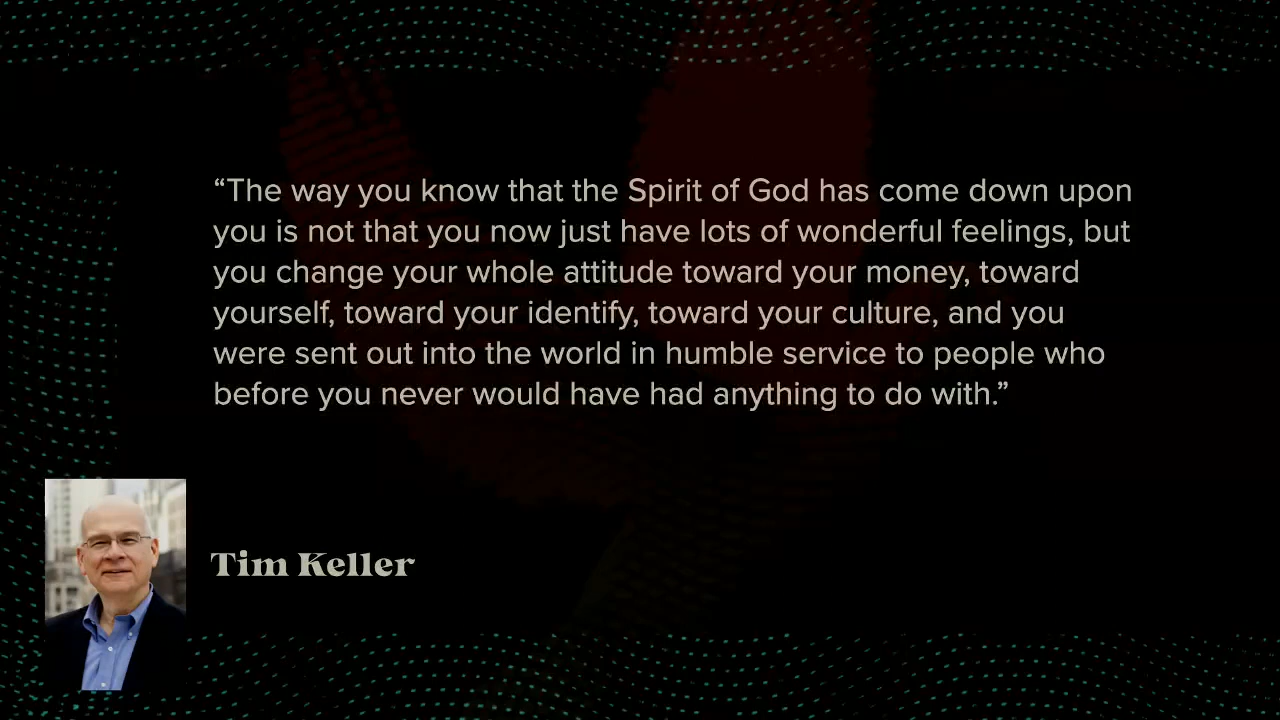 “The way you know that the Spirit of God has come down upon
you is not that you now just have lots of wonderful feelings, but
you change your whole attitude toward your money, toward
yourself, toward your identify, toward your culture, and you
were sent out into the world in humble service to people who
before you never would have had anything to do with.”
Tim Keller